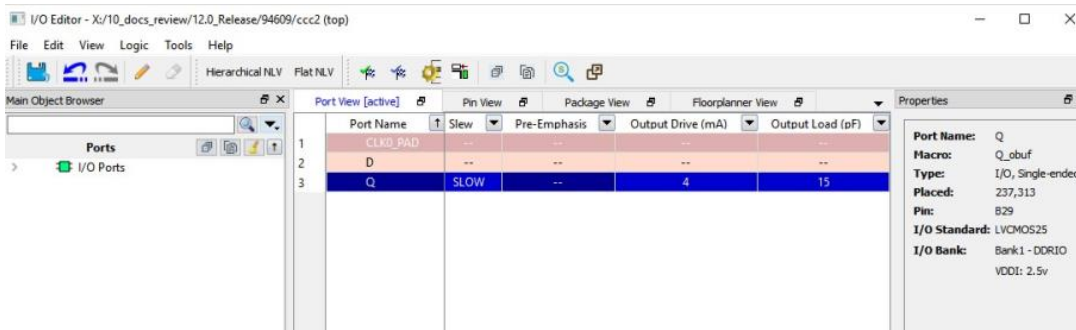 I/O Editor - X:/10_docs_review/12.0_Release/94609/ccc2 (top)
File Edit View Logic Tools Help
Hierarchical NLV Flat NLV
Main Object Browser
Ports
I/O Ports
Port View [active] Pin View Package View Floorplanner View
Port Name Slew Pre-Emphasis Output Drive (mA) Output Load (pF)
1 CLK0_PAD -- -- -- --
2 D -- -- -- --
3 Q SLOW -- 4 15
Properties
Port Name: Q
Macro: Q_obuf
Type: I/O, Single-ended
Placed: 237,313
Pin: B29
I/O Standard: LVCMOS25
I/O Bank: Bank1 - DDRIO
VDDI: 2.5v